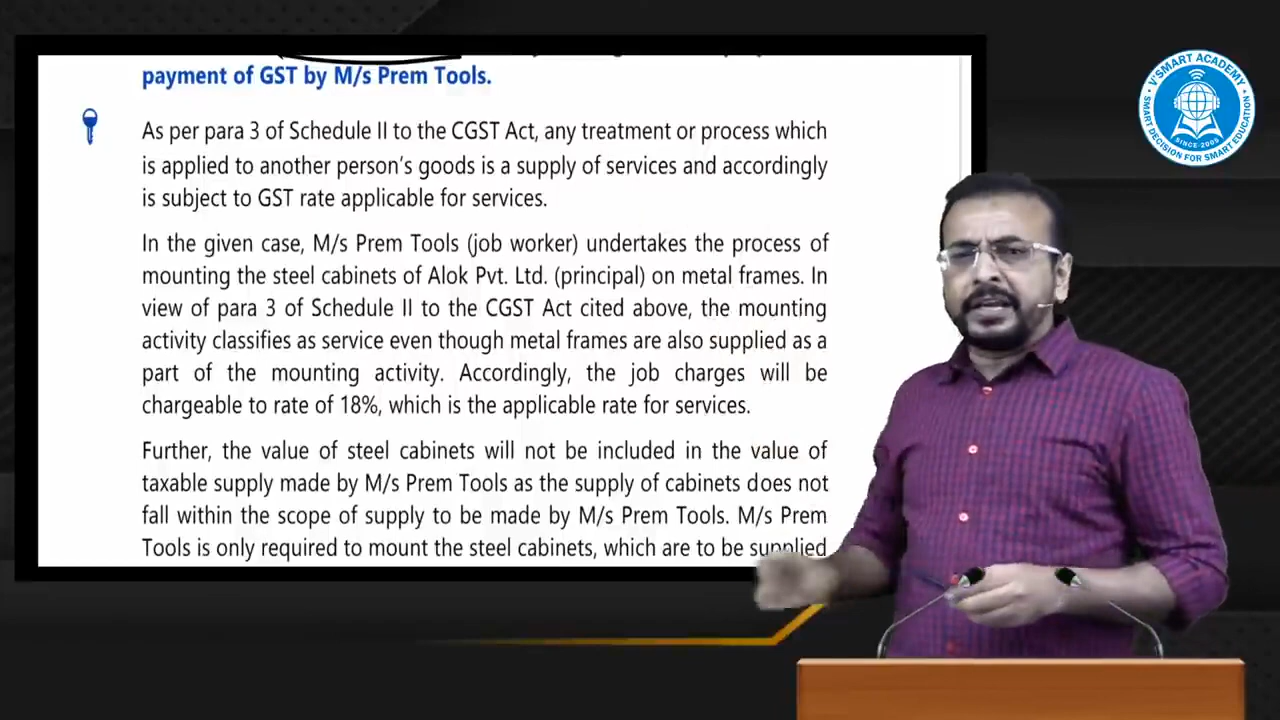 payment of GST by M/s Prem Tools.
As per para 3 of Schedule II to the CGST Act, any treatment or process which
is applied to another person's goods is a supply of services and accordingly
is subject to GST rate applicable for services.
In the given case, M/s Prem Tools (job worker) undertakes the process of
mounting the steel cabinets of Alok Pvt. Ltd. (principal) on metal frames. In
view of para 3 of Schedule II to the CGST Act cited above, the mounting
activity classifies as service even though metal frames are also supplied as a
part of the mounting activity. Accordingly, the job charges will be
chargeable to rate of 18%, which is the applicable rate for services.
Further, the value of steel cabinets will not be included in the value of
taxable supply made by M/s Prem Tools as the supply of cabinets does not
fall within the scope of supply to be made by M/s Prem Tools. M/s Prem
Tools is only required to mount the steel cabinets, which are to be supplied
V'SMART ACADEMY
SMART DECISION FOR SMART EDUCATION
SINCE-2005